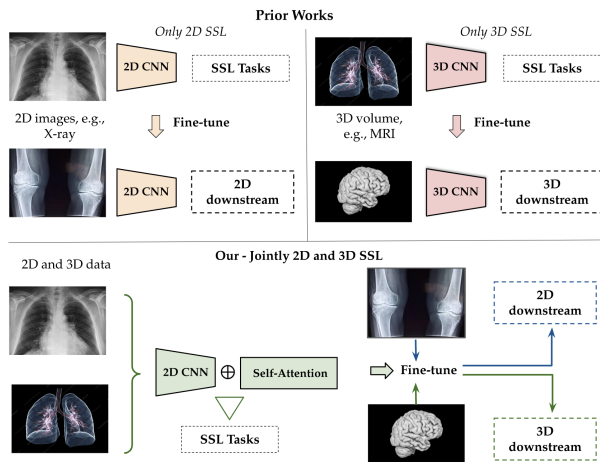 Prior Works
Only 2D SSL
2D CNN
SSL Tasks
2D images, e.g.,
X-ray
Fine-tune
2D CNN
2D
downstream
Only 3D SSL
3D CNN
SSL Tasks
3D volume,
e.g., MRI
Fine-tune
3D CNN
3D
downstream
Our - Jointly 2D and 3D SSL
2D and 3D data
2D CNN
Self-Attention
SSL Tasks
Fine-tune
2D
downstream
3D
downstream